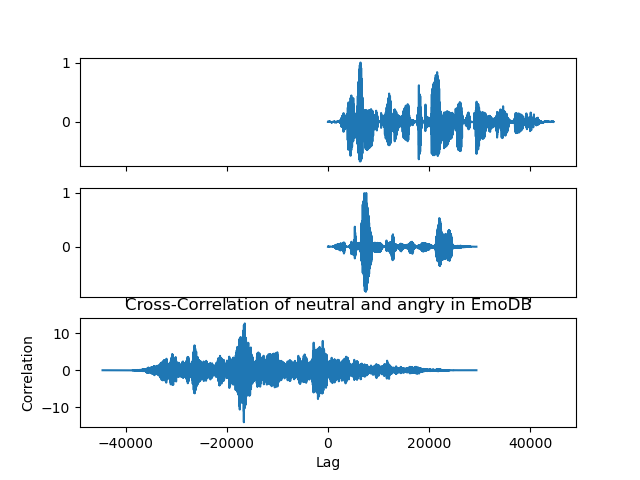 1
0
1
0
Cross-Correlation of neutral and angry in EmoDB
10
0
−10
Correlation
−40000 −20000 0 20000 40000
Lag